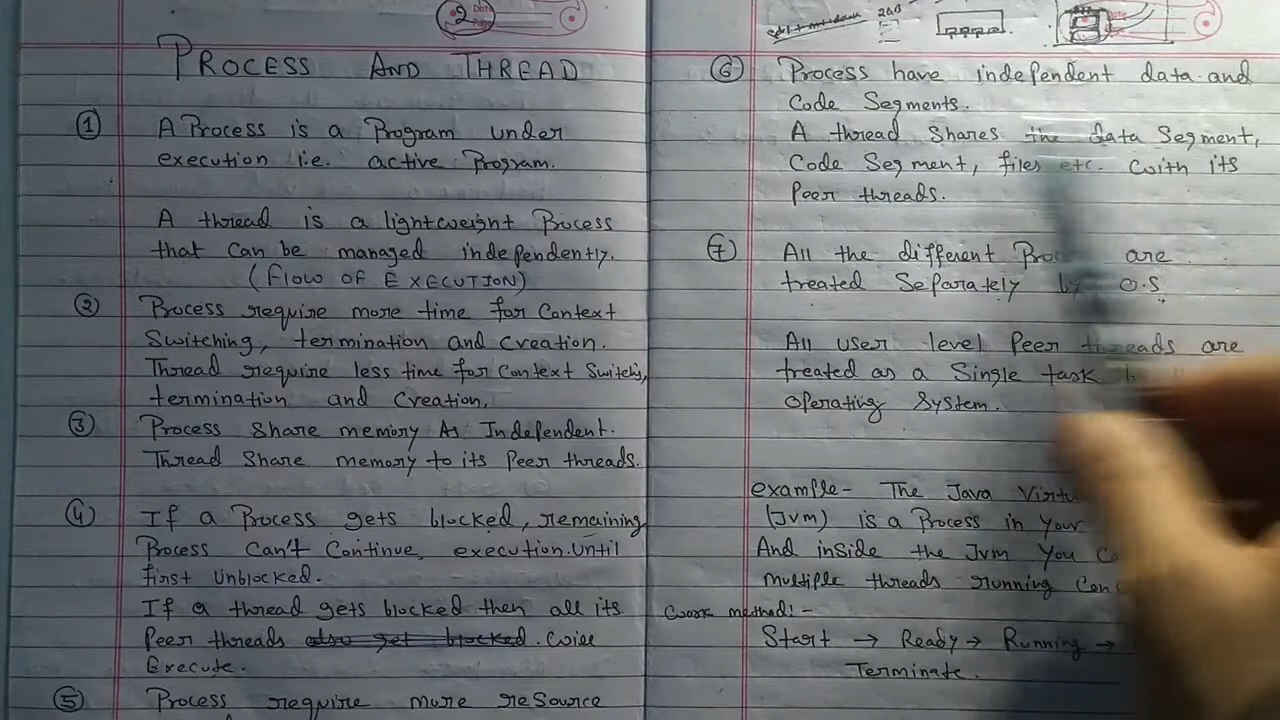 2
PROCESS AND THREAD
① A Process is a Program under
execution i.e. active Program.
A thread is a lightweight Process
that can be managed independently.
(Flow of EXECUTION)
② Process require more time for Context
Switching, termination and creation.
Thread require less time for Context Switch's,
termination and creation.
③ Process Share memory As Independent.
Thread Share memory to its Peer threads.
④ If a Process gets blocked, remaining
Process Can't Continue execution. Until
first Unblocked.
If a thread gets blocked then all its
Peer threads also get blocked. will
Execute.
⑤ Process require more resource
⑥ Process have independent data and
Code Segments.
A thread Shares the data Segment,
Code Segment, files etc. with its
Peer threads.
⑦ All the different are
treated Separately by O.S.
All user level Peer threads are
treated as a Single task
Operating System.
example- The Java
(Jvm) is a Process in Your
And inside the Jvm You
multiple threads running
Work method:-
Start → Ready → Running →
Terminate.